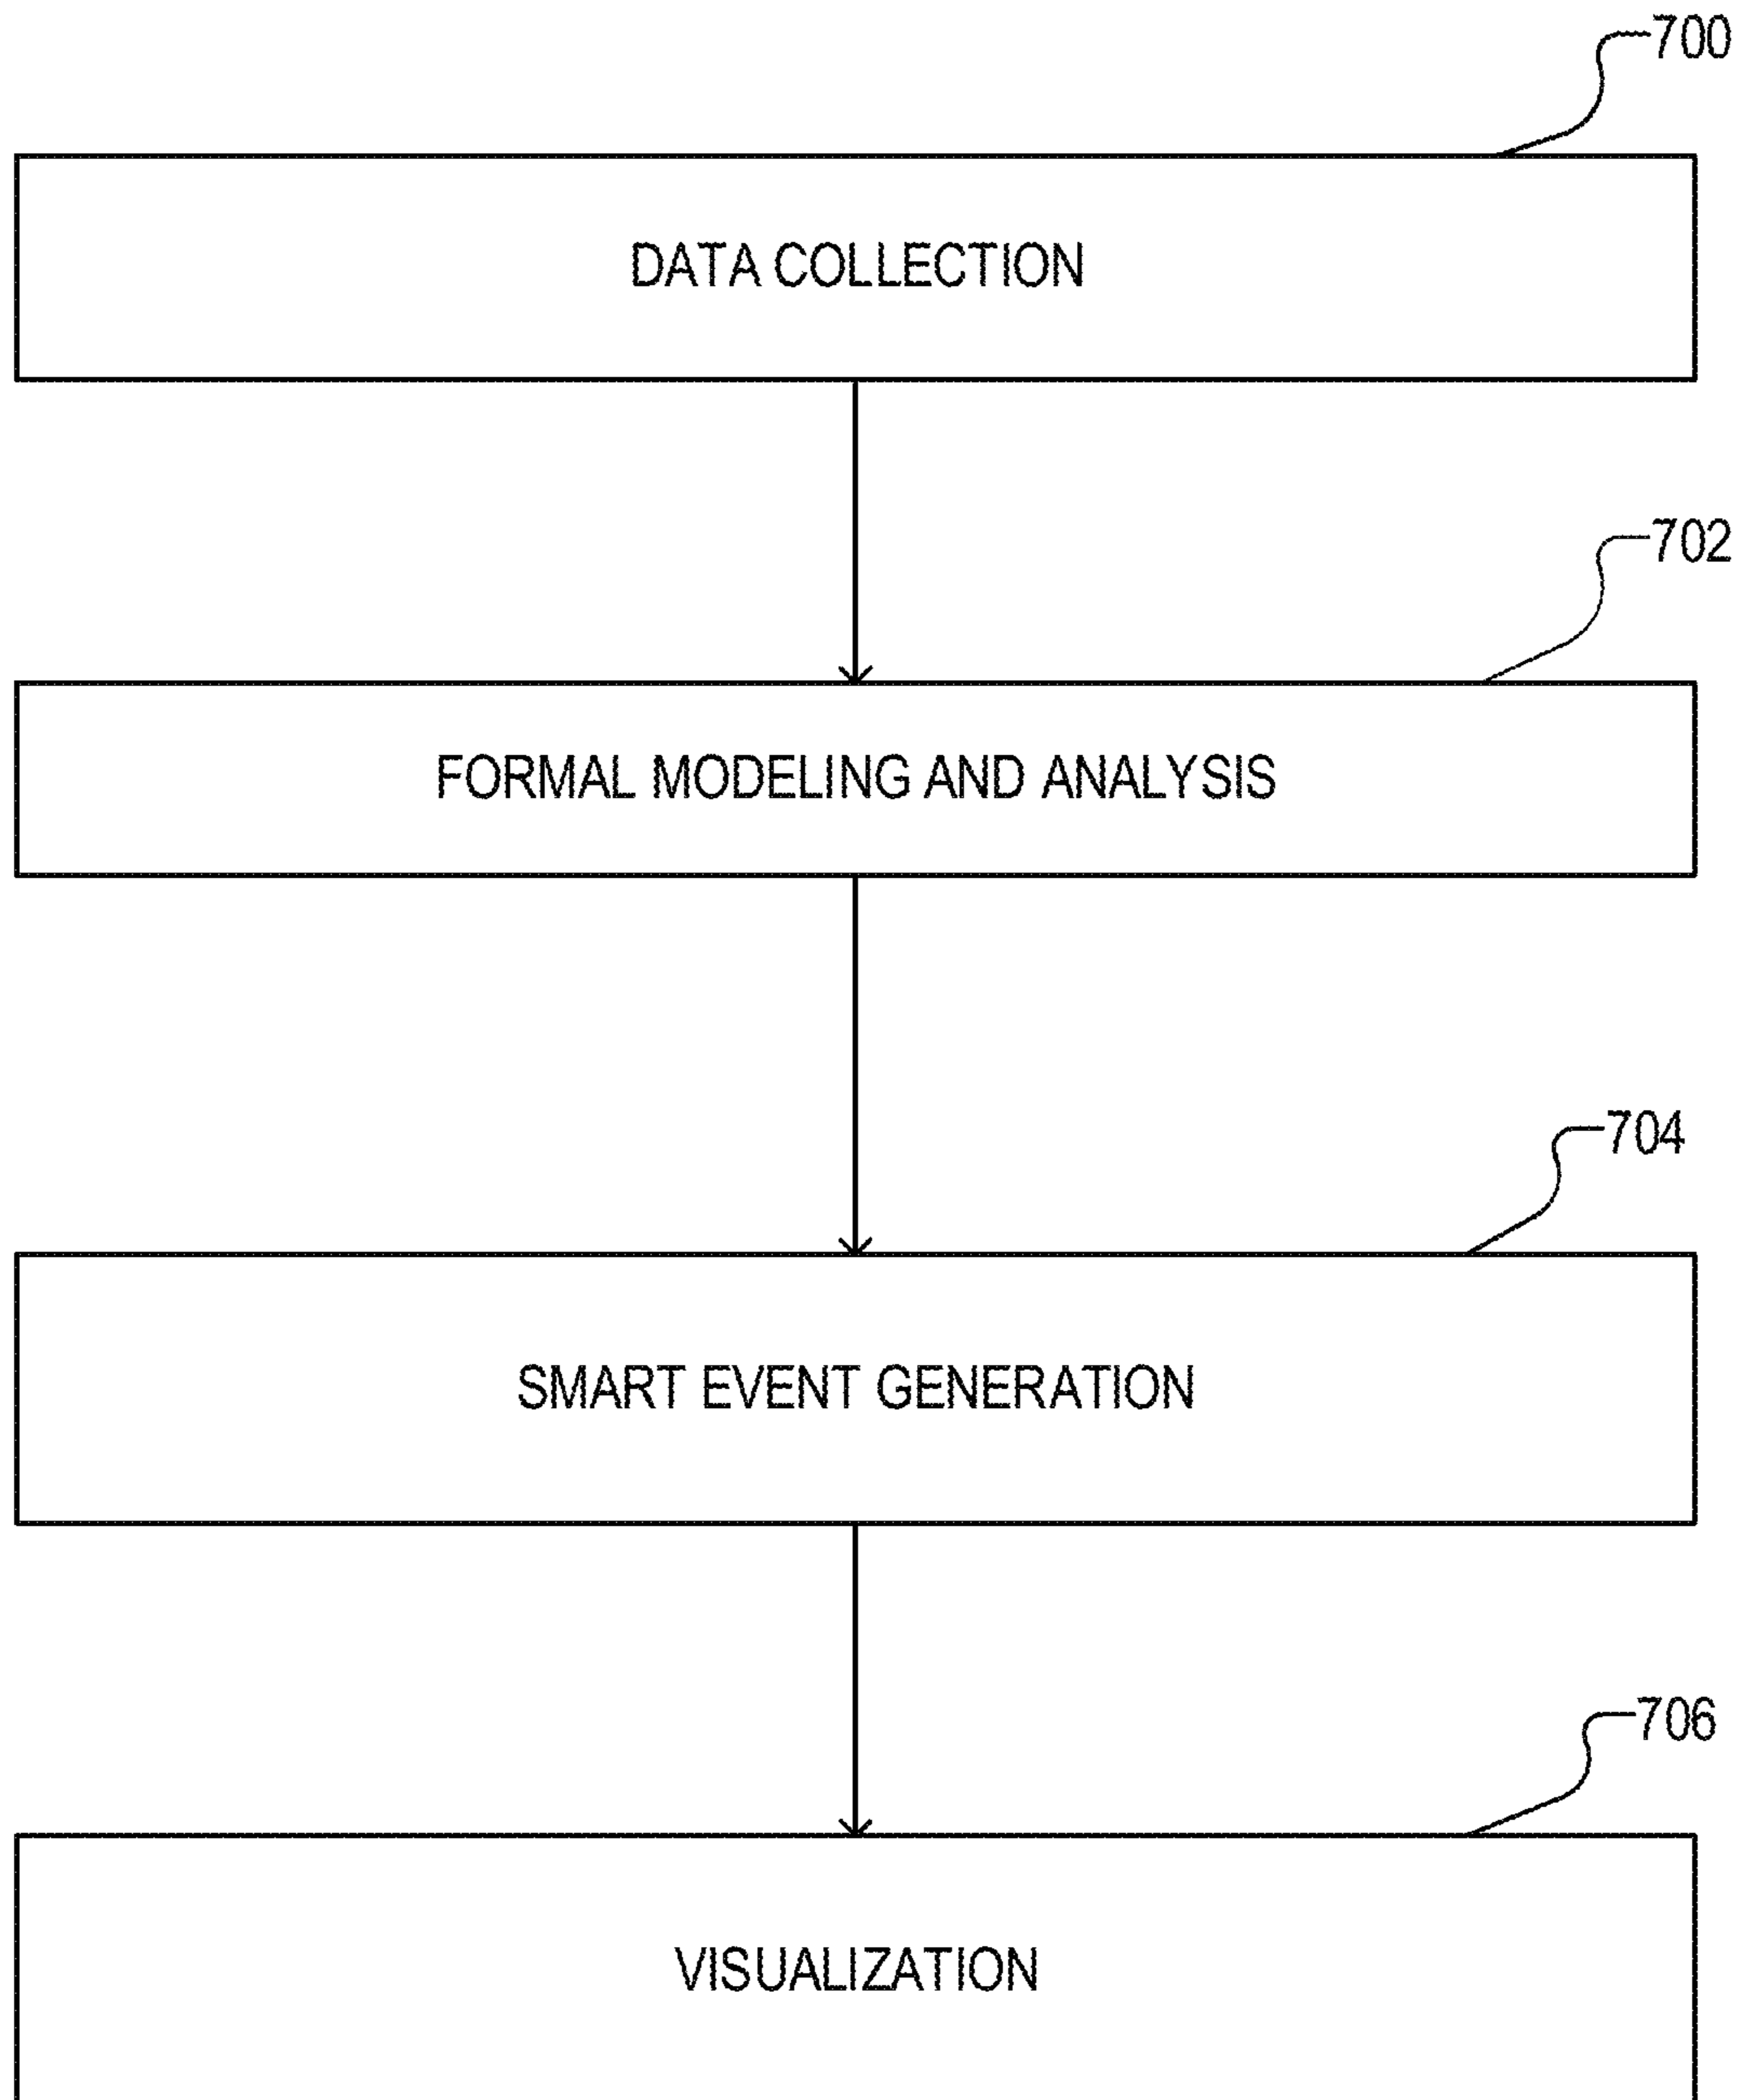 700
DATA COLLECTION
702
FORMAL MODELING AND ANALYSIS
704
SMART EVENT GENERATION
706
VISUALIZATION